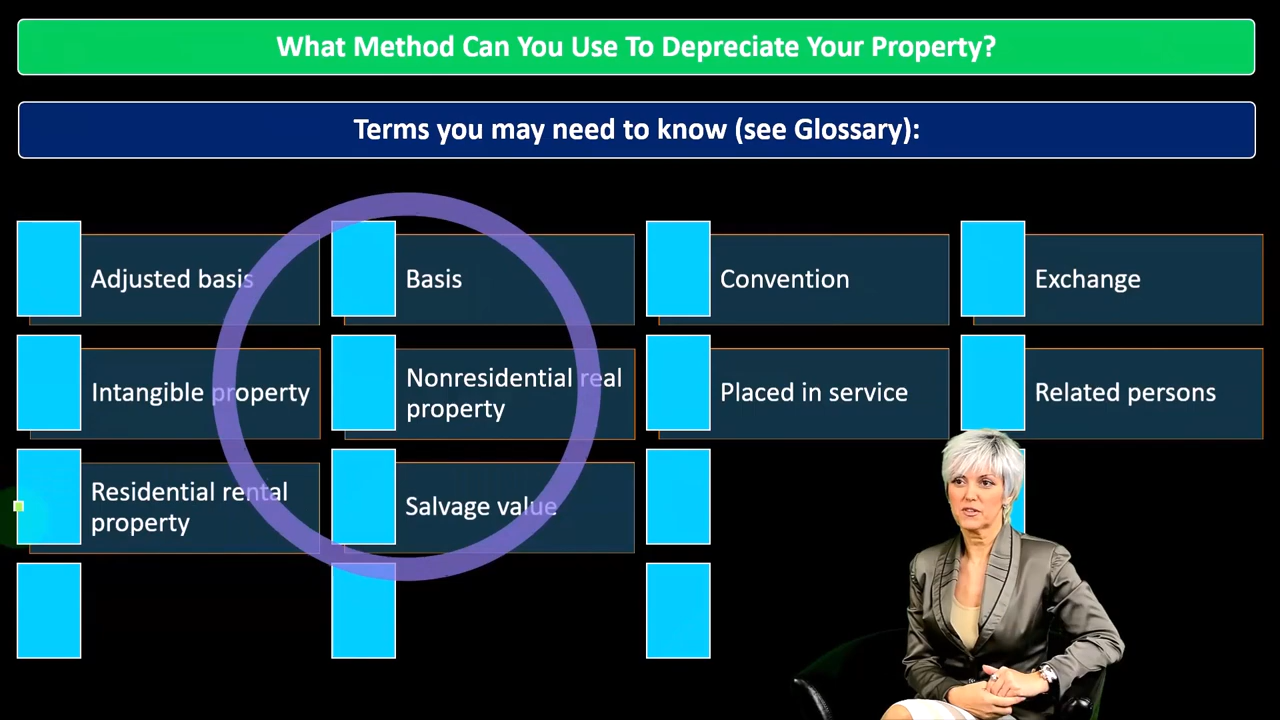 What Method Can You Use To Depreciate Your Property?
Terms you may need to know (see Glossary):
Adjusted basis
Basis
Convention
Exchange
Intangible property
Nonresidential real
property
Placed in service
Related persons
Residential rental
property
Salvage value